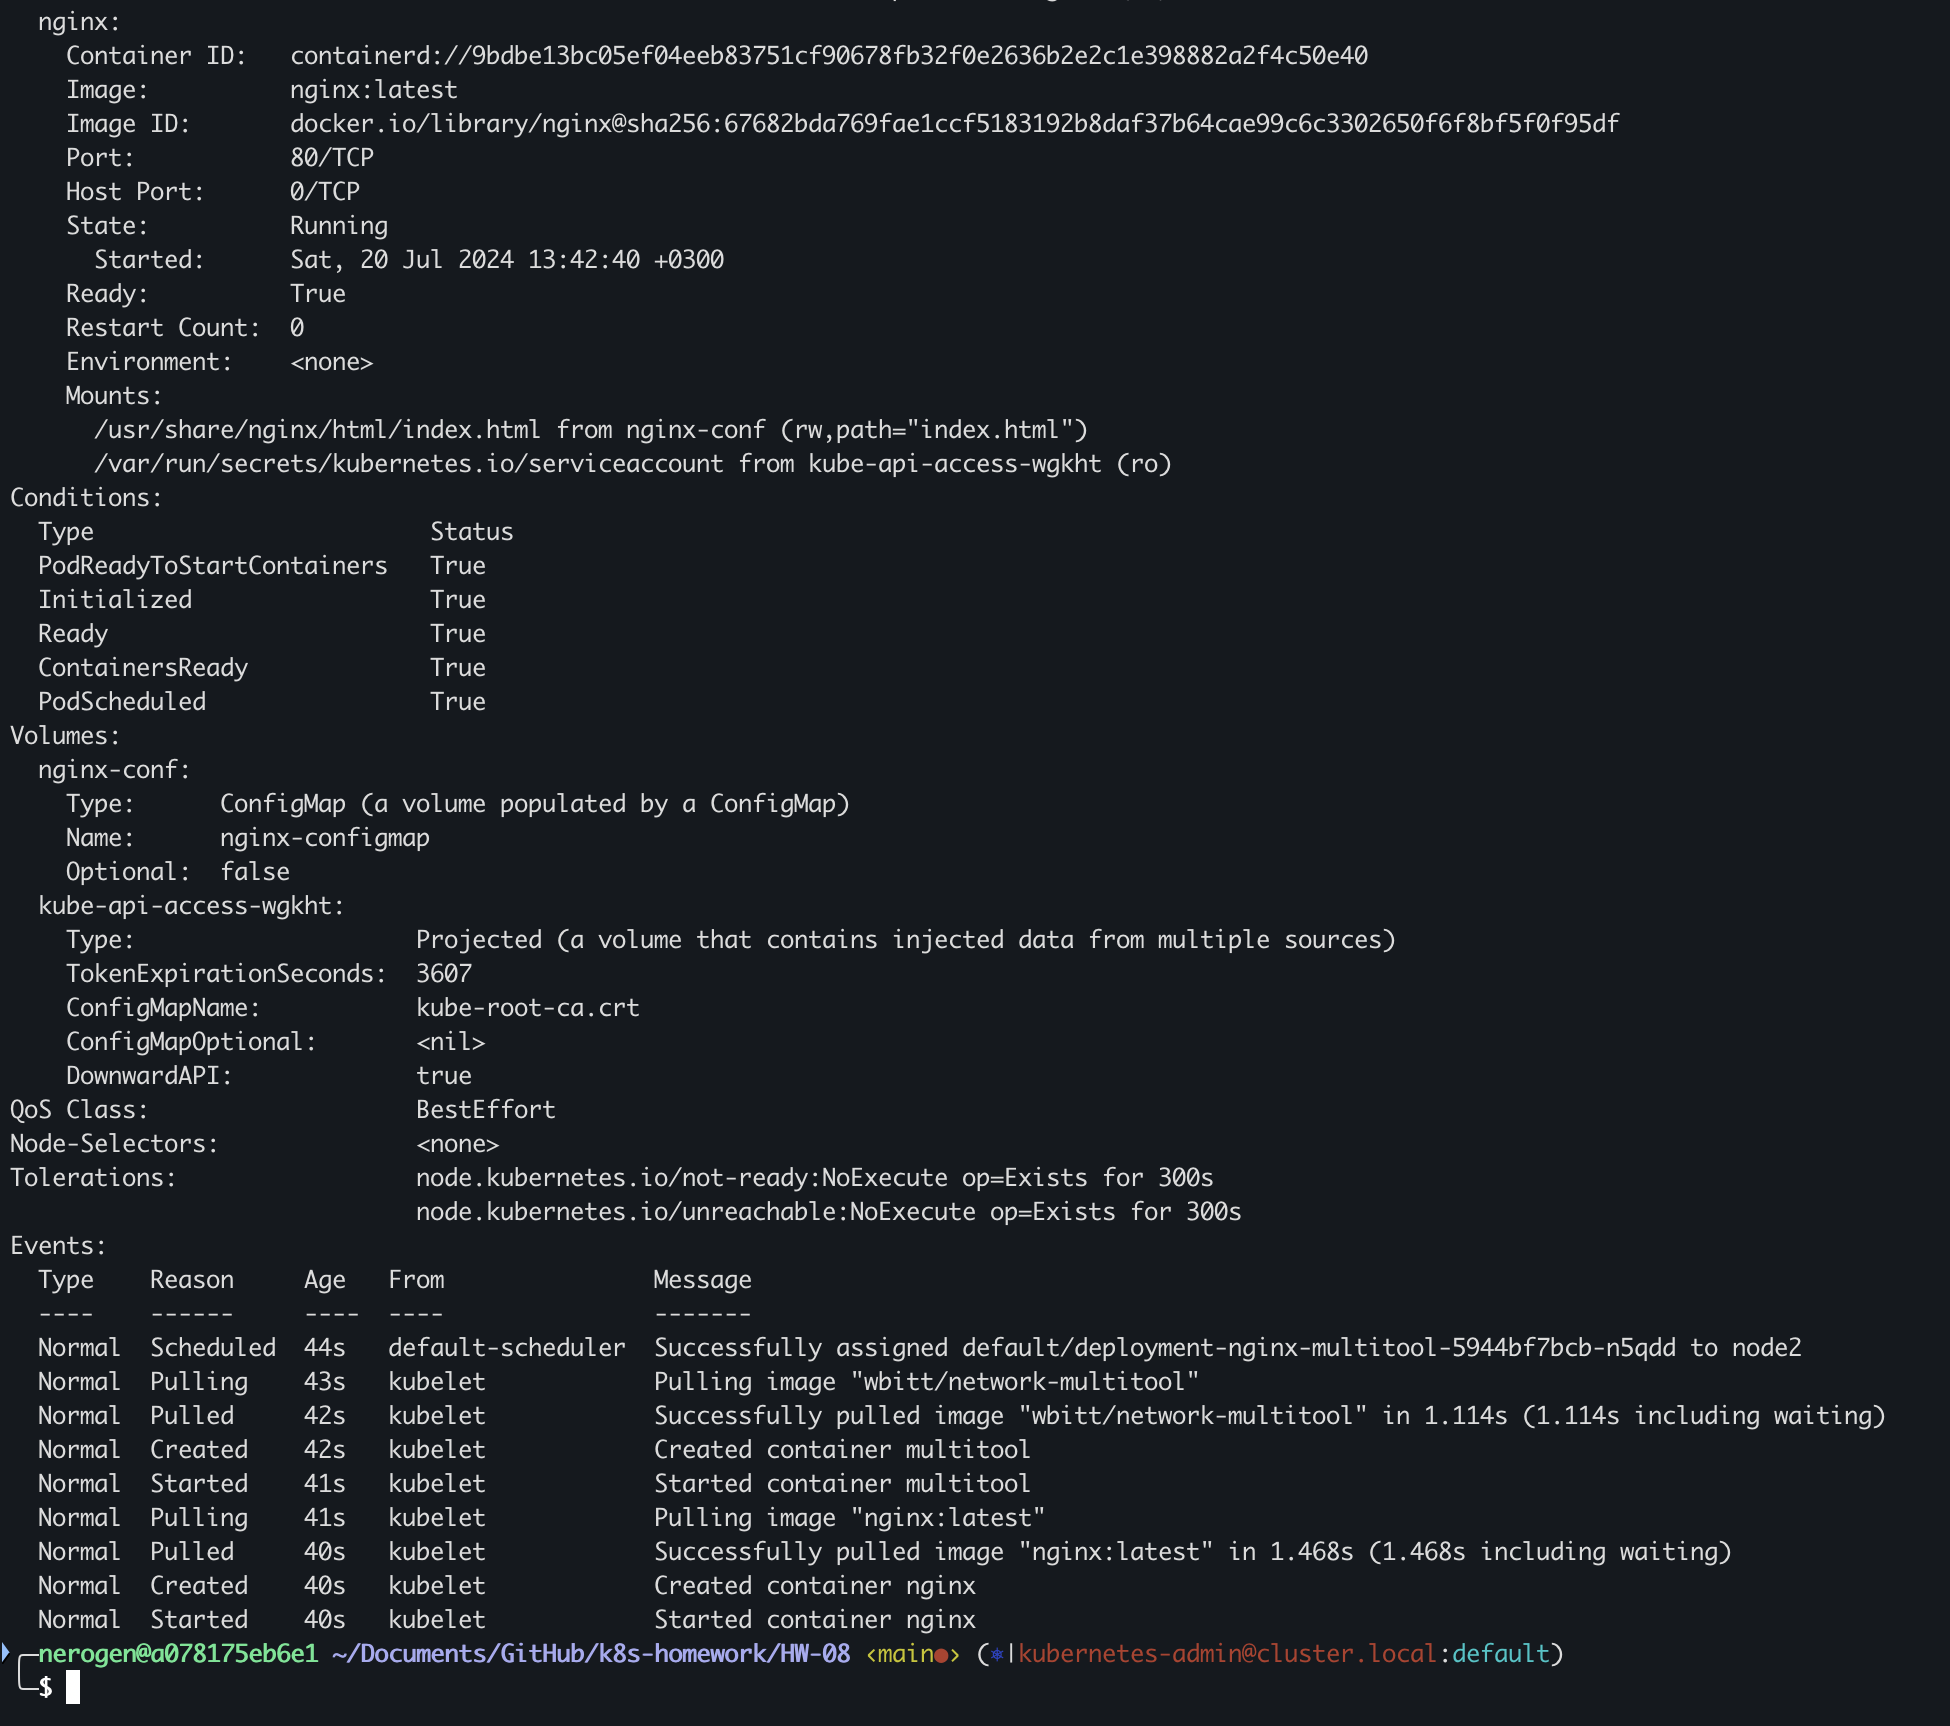 nginx:
Container ID: containerd://9bdbe13bc05ef04eeb83751cf90678fb32f0e2636b2e2c1e398882a2f4c50e40
Image: nginx:latest
Image ID: docker.io/library/nginx@sha256:67682bda769fae1ccf5183192b8daf37b64cae99c6c3302650f6f8bf5f0f95df
Port: 80/TCP
Host Port: 0/TCP
State: Running
Started: Sat, 20 Jul 2024 13:42:40 +0300
Ready: True
Restart Count: 0
Environment: <none>
Mounts:
/usr/share/nginx/html/index.html from nginx-conf (rw,path="index.html")
/var/run/secrets/kubernetes.io/serviceaccount from kube-api-access-wgkht (ro)
Conditions:
Type Status
PodReadyToStartContainers True
Initialized True
Ready True
ContainersReady True
PodScheduled True
Volumes:
nginx-conf:
Type: ConfigMap (a volume populated by a ConfigMap)
Name: nginx-configmap
Optional: false
kube-api-access-wgkht:
Type: Projected (a volume that contains injected data from multiple sources)
TokenExpirationSeconds: 3607
ConfigMapName: kube-root-ca.crt
ConfigMapOptional: <nil>
DownwardAPI: true
QoS Class: BestEffort
Node-Selectors: <none>
Tolerations: node.kubernetes.io/not-ready:NoExecute op=Exists for 300s
node.kubernetes.io/unreachable:NoExecute op=Exists for 300s
Events:
Type Reason Age From Message
---- ------ ---- ---- -------
Normal Scheduled 44s default-scheduler Successfully assigned default/deployment-nginx-multitool-5944bf7bcb-n5qdd to node2
Normal Pulling 43s kubelet Pulling image "wbitt/network-multitool"
Normal Pulled 42s kubelet Successfully pulled image "wbitt/network-multitool" in 1.114s (1.114s including waiting)
Normal Created 42s kubelet Created container multitool
Normal Started 41s kubelet Started container multitool
Normal Pulling 41s kubelet Pulling image "nginx:latest"
Normal Pulled 40s kubelet Successfully pulled image "nginx:latest" in 1.468s (1.468s including waiting)
Normal Created 40s kubelet Created container nginx
Normal Started 40s kubelet Started container nginx
nerogen@a078175eb6e1 ~/Documents/GitHub/k8s-homework/HW-08 ‹main●› (⎈|kubernetes-admin@cluster.local:default)
$